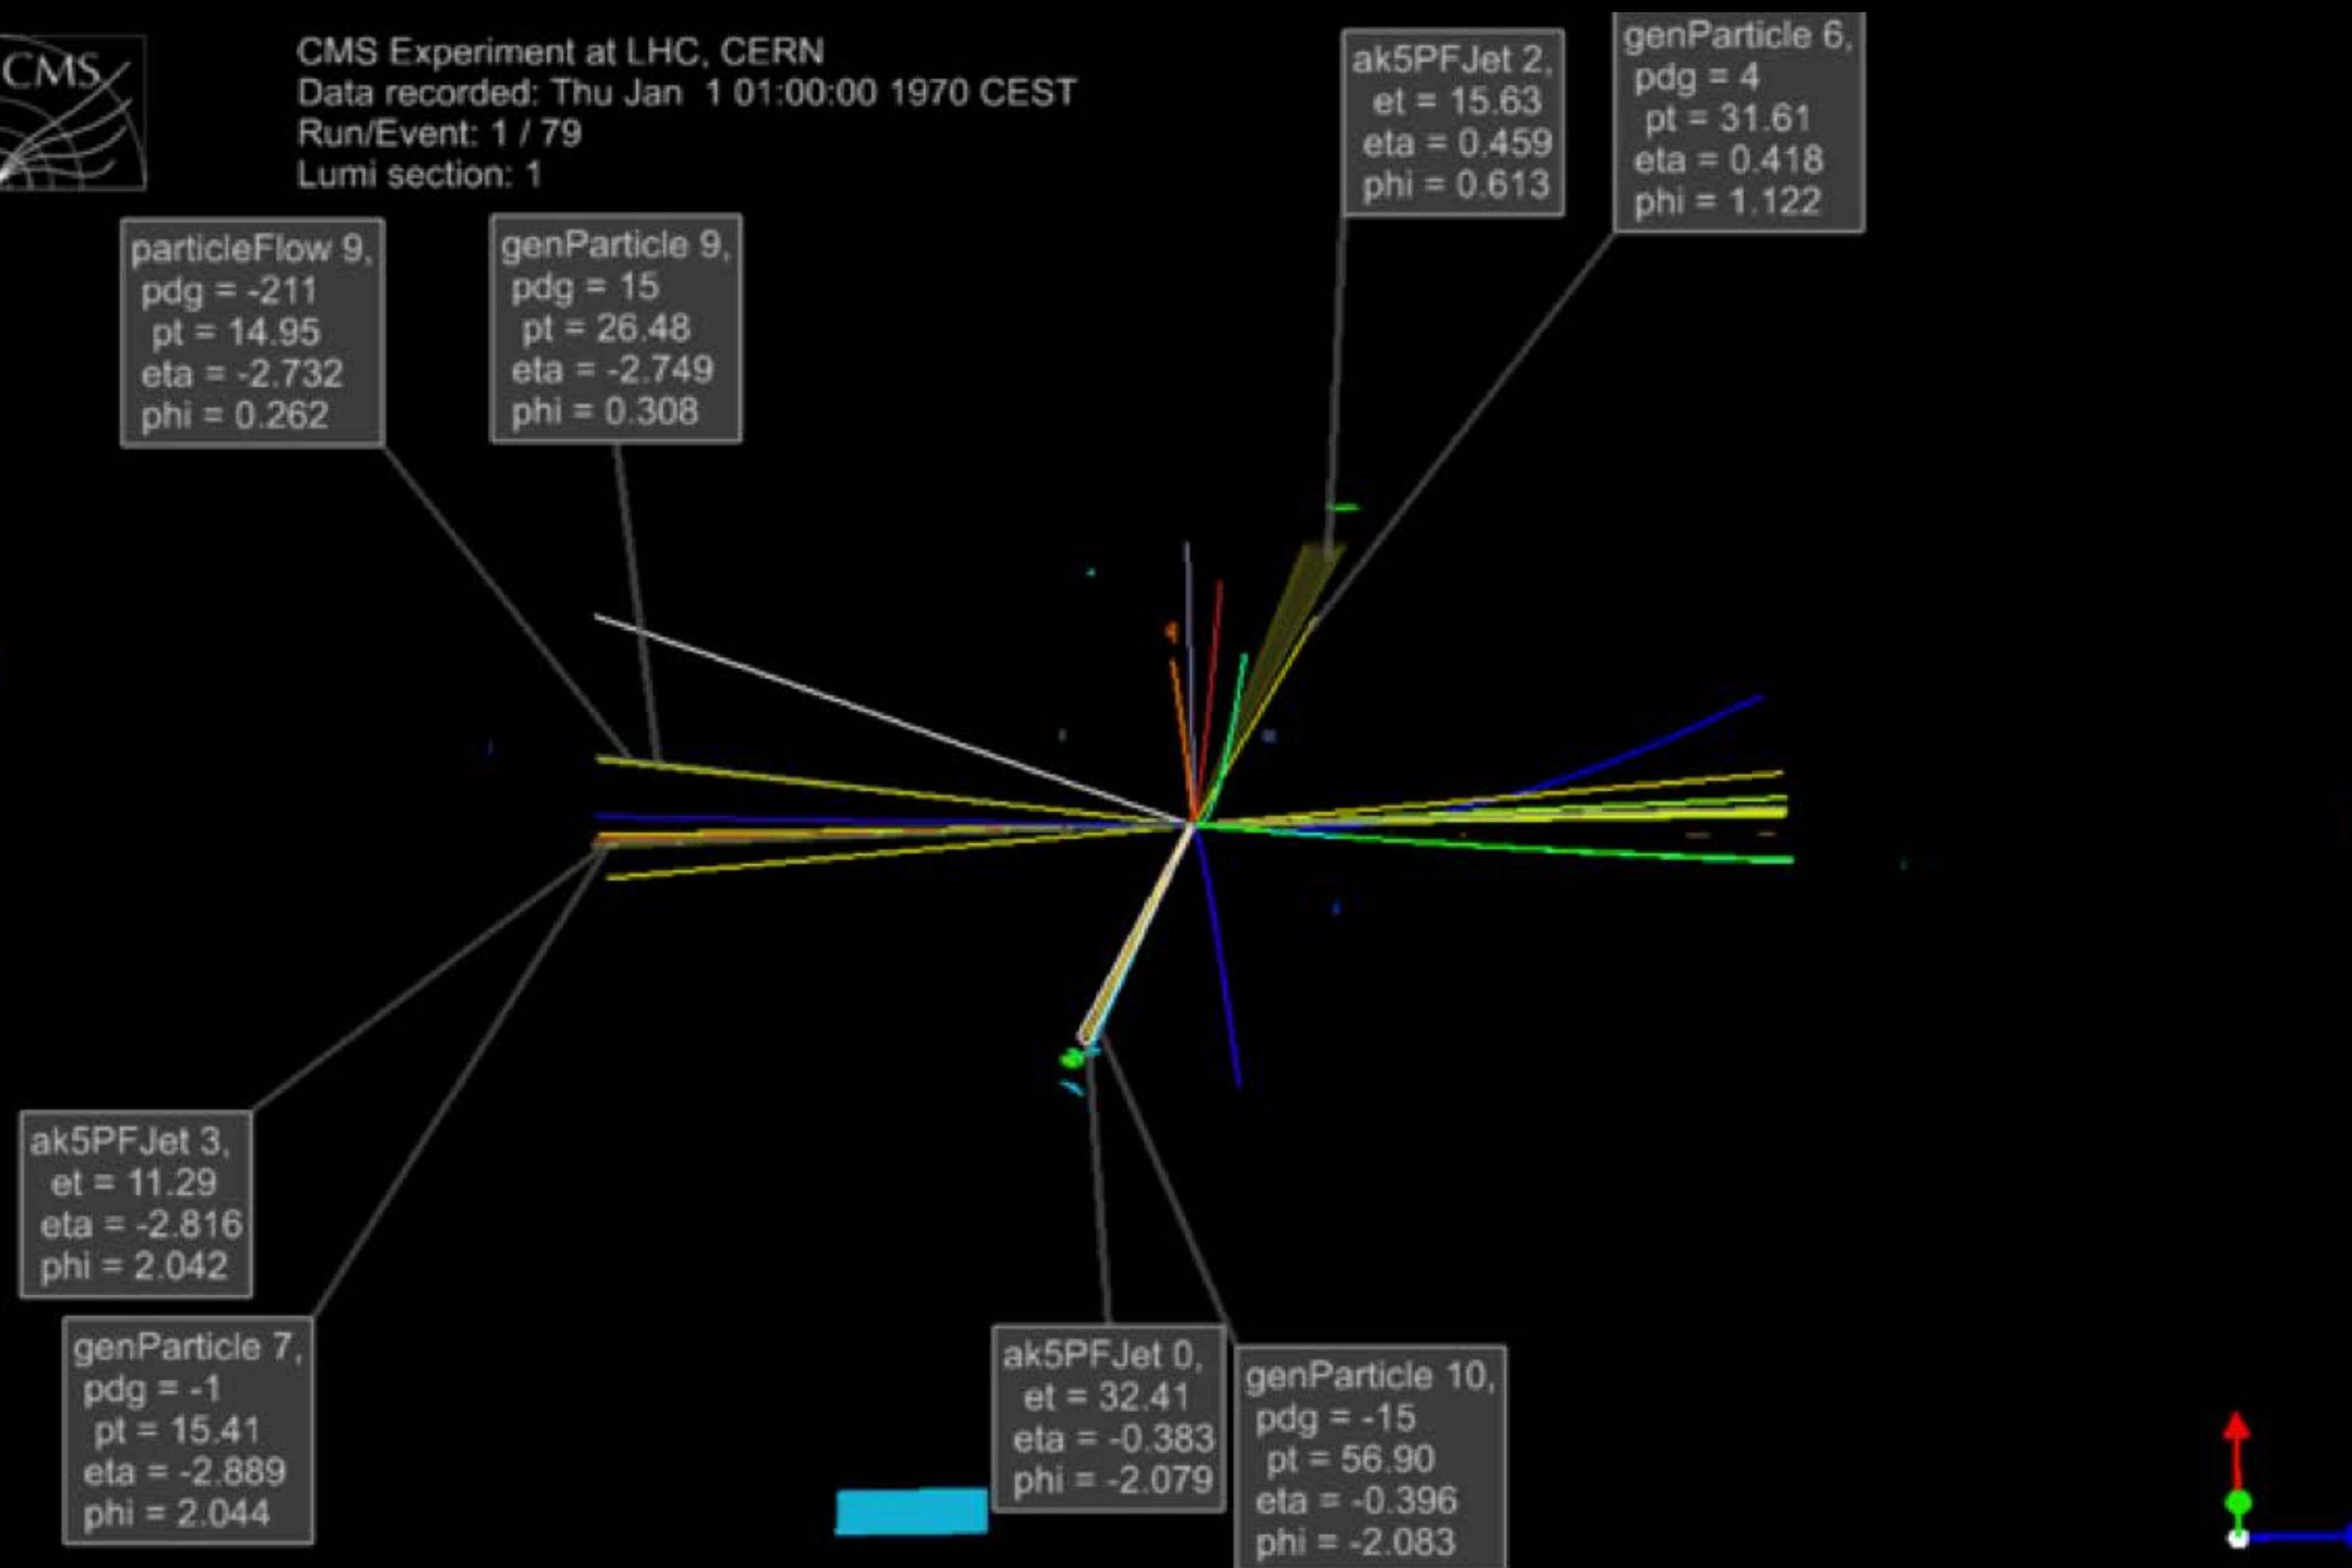 CMS
CMS Experiment at LHC, CERN
Data recorded: Thu Jan 1 01:00:00 1970 CEST
Run/Event: 1 / 79
Lumi section: 1
ak5PFJet 2,
et = 15.63
eta = 0.459
phi = 0.613
genParticle 6,
pdg = 4
pt = 31.61
eta = 0.418
phi = 1.122
particleFlow 9,
pdg = -211
pt = 14.95
eta = -2.732
phi = 0.262
genParticle 9,
pdg = 15
pt = 26.48
eta = -2.749
phi = 0.308
ak5PFJet 3,
et = 11.29
eta = -2.816
phi = 2.042
genParticle 7,
pdg = -1
pt = 15.41
eta = -2.889
phi = 2.044
ak5PFJet 0,
et = 32.41
eta = -0.383
phi = -2.079
genParticle 10,
pdg = -15
pt = 56.90
eta = -0.396
phi = -2.083